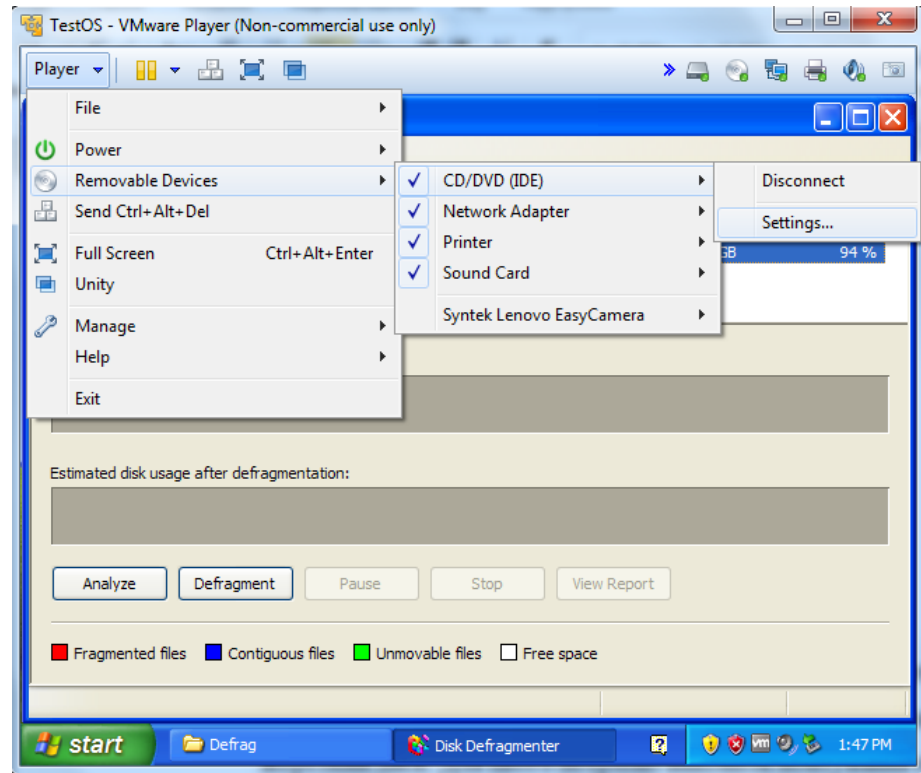 TestOS - VMware Player (Non-commercial use only)
Player
File
Power
Removable Devices
Send Ctrl+Alt+Del
Full Screen Ctrl+Alt+Enter
Unity
Manage
Help
Exit
CD/DVD (IDE)
Network Adapter
Printer
Sound Card
Syntek Lenovo EasyCamera
Disconnect
Settings...
GB 94 %
Estimated disk usage after defragmentation:
Analyze Defragment Pause Stop View Report
Fragmented files Contiguous files Unmovable files Free space
start Defrag Disk Defragmenter vm 1:47 PM